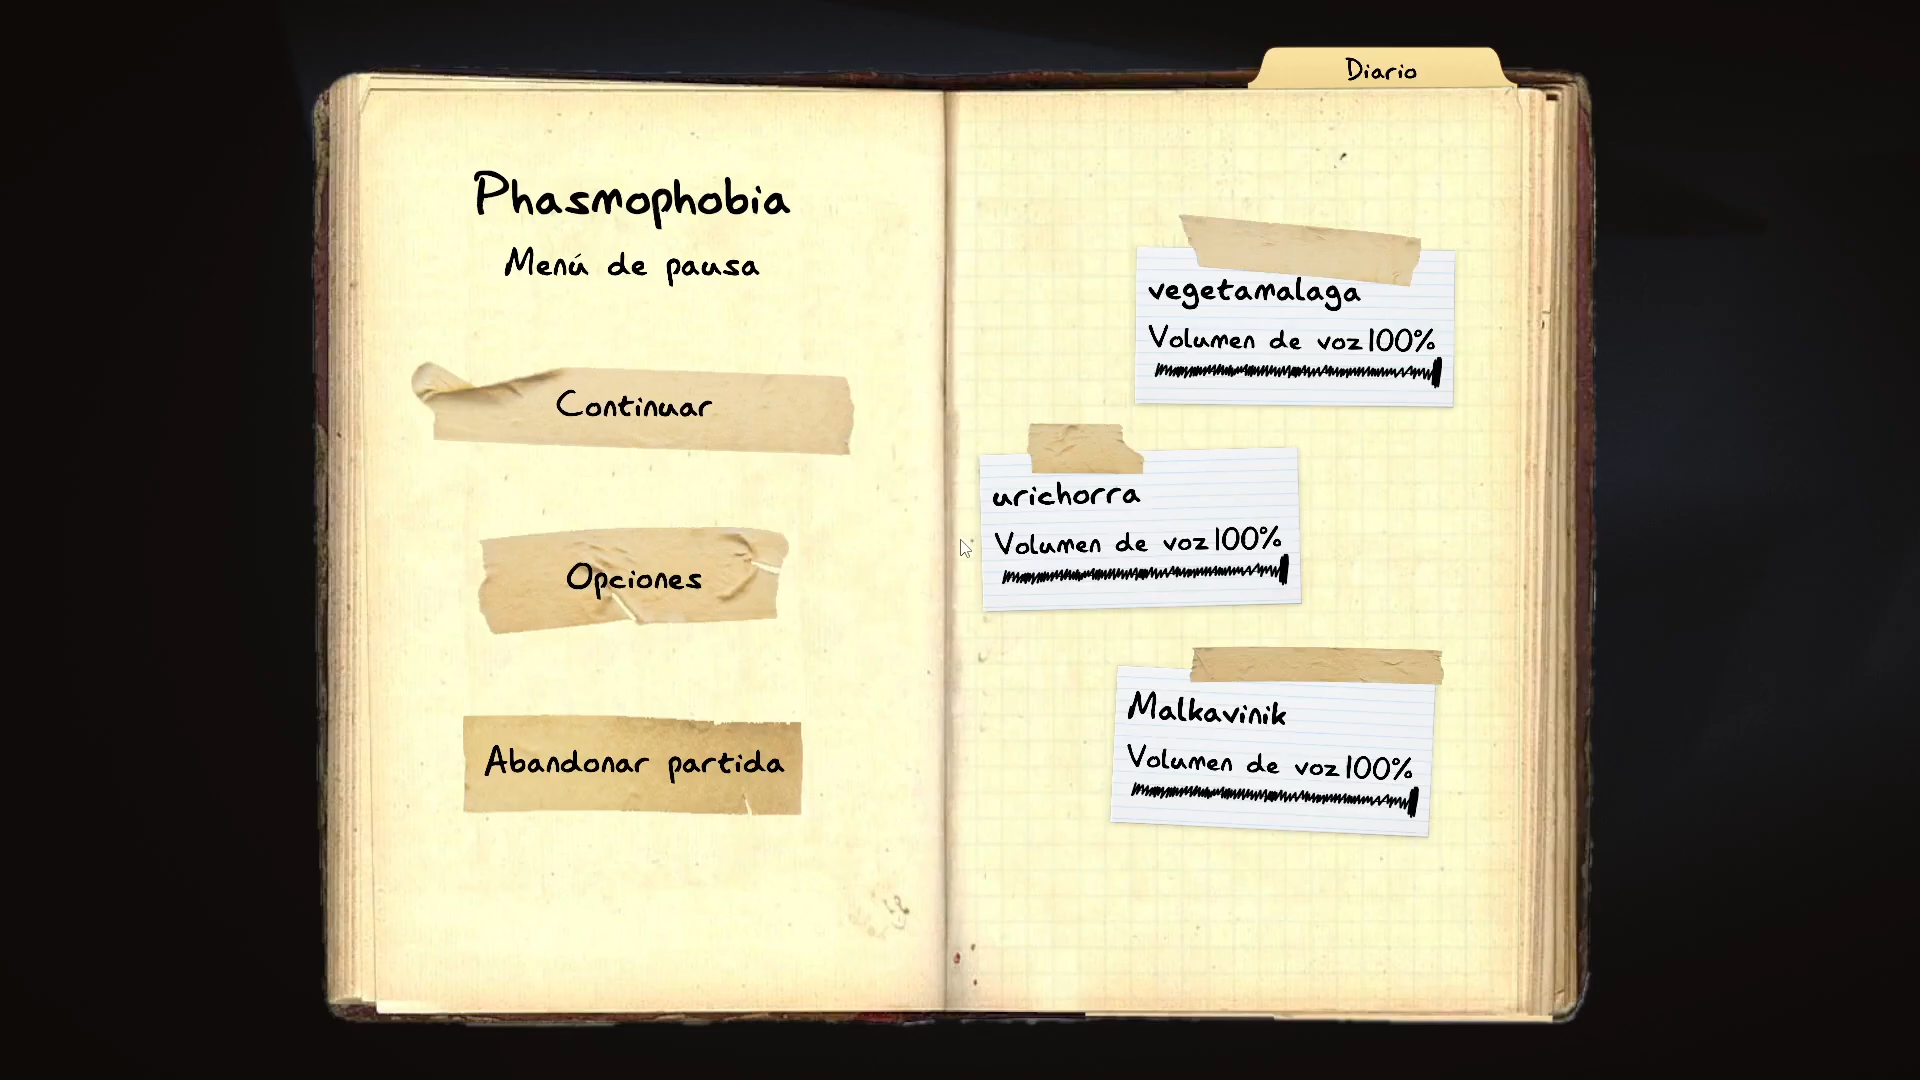 Diario
Phasmophobia
Menú de pausa
Continuar
Opciones
Abandonar partida
vegetamalaga
Volumen de voz 100%
urichorra
Volumen de voz 100%
Malkavinik
Volumen de voz 100%